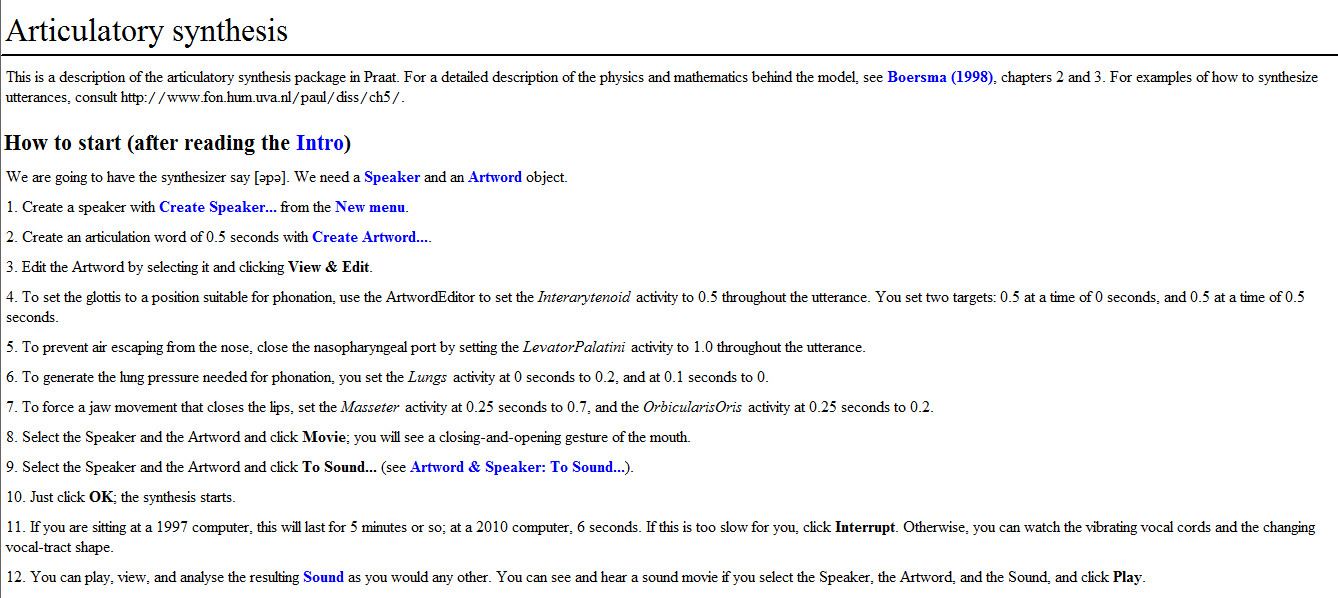 Articulatory synthesis
This is a description of the articulatory synthesis package in Praat. For a detailed description of the physics and mathematics behind the model, see Boersma (1998), chapters 2 and 3. For examples of how to synthesize
utterances, consult http://www.fon.hum.uva.nl/paul/diss/ch5/.
How to start (after reading the Intro)
We are going to have the synthesizer say [əpə]. We need a Speaker and an Artword object.
1. Create a speaker with Create Speaker... from the New menu.
2. Create an articulation word of 0.5 seconds with Create Artword....
3. Edit the Artword by selecting it and clicking View & Edit.
4. To set the glottis to a position suitable for phonation, use the ArtwordEditor to set the Interarytenoid activity to 0.5 throughout the utterance. You set two targets: 0.5 at a time of 0 seconds, and 0.5 at a time of 0.5
seconds.
5. To prevent air escaping from the nose, close the nasopharyngeal port by setting the LevatorPalatini activity to 1.0 throughout the utterance.
6. To generate the lung pressure needed for phonation, you set the Lungs activity at 0 seconds to 0.2, and at 0.1 seconds to 0.
7. To force a jaw movement that closes the lips, set the Masseter activity at 0.25 seconds to 0.7, and the OrbicularisOris activity at 0.25 seconds to 0.2.
8. Select the Speaker and the Artword and click Movie; you will see a closing-and-opening gesture of the mouth.
9. Select the Speaker and the Artword and click To Sound... (see Artword & Speaker: To Sound...).
10. Just click OK; the synthesis starts.
11. If you are sitting at a 1997 computer, this will last for 5 minutes or so; at a 2010 computer, 6 seconds. If this is too slow for you, click Interrupt. Otherwise, you can watch the vibrating vocal cords and the changing
vocal-tract shape.
12. You can play, view, and analyse the resulting Sound as you would any other. You can see and hear a sound movie if you select the Speaker, the Artword, and the Sound, and click Play.